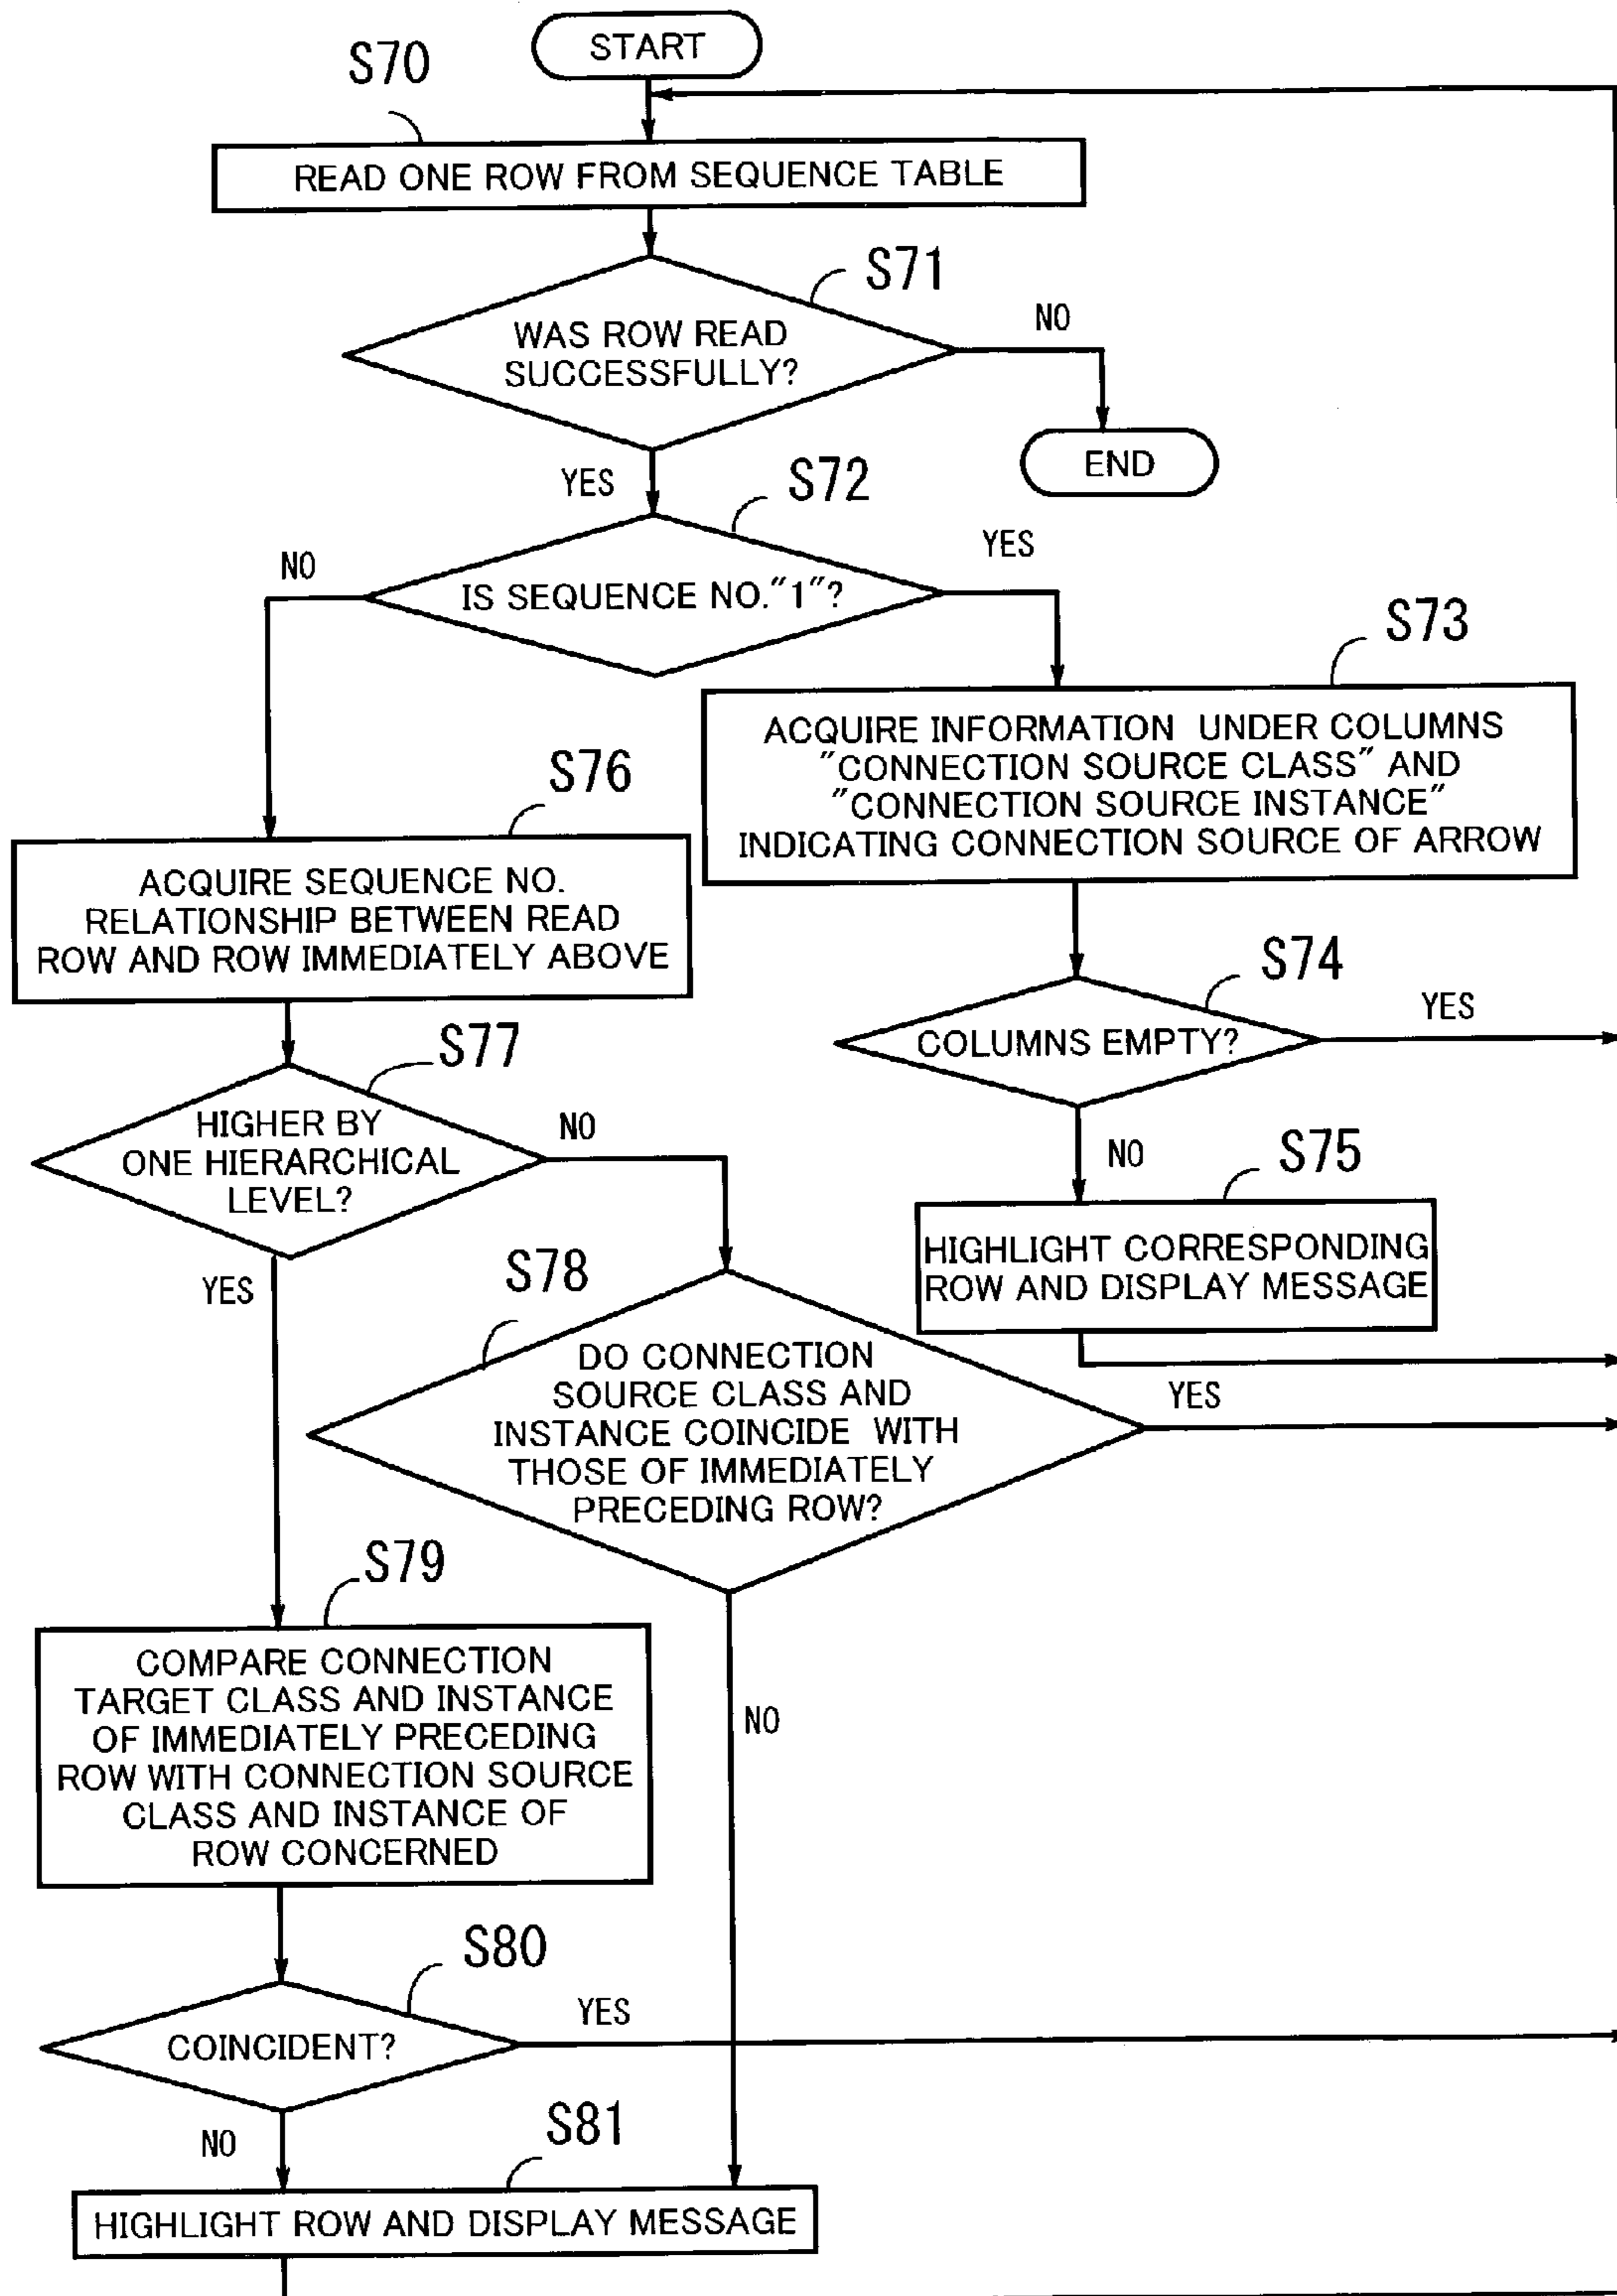 START
S70
READ ONE ROW FROM SEQUENCE TABLE
S71
WAS ROW READ
SUCCESSFULLY?
NO
END
YES
S72
IS SEQUENCE NO."1"?
NO
YES
S73
ACQUIRE INFORMATION UNDER COLUMNS
"CONNECTION SOURCE CLASS" AND
"CONNECTION SOURCE INSTANCE"
INDICATING CONNECTION SOURCE OF ARROW
S76
ACQUIRE SEQUENCE NO.
RELATIONSHIP BETWEEN READ
ROW AND ROW IMMEDIATELY ABOVE
S74
COLUMNS EMPTY?
YES
NO
S77
HIGHER BY
ONE HIERARCHICAL
LEVEL?
NO
YES
S75
HIGHLIGHT CORRESPONDING
ROW AND DISPLAY MESSAGE
S78
DO CONNECTION
SOURCE CLASS AND
INSTANCE COINCIDE WITH
THOSE OF IMMEDIATELY
PRECEDING ROW?
YES
NO
S79
COMPARE CONNECTION
TARGET CLASS AND INSTANCE
OF IMMEDIATELY PRECEDING
ROW WITH CONNECTION SOURCE
CLASS AND INSTANCE OF
ROW CONCERNED
S80
COINCIDENT?
YES
NO
S81
HIGHLIGHT ROW AND DISPLAY MESSAGE